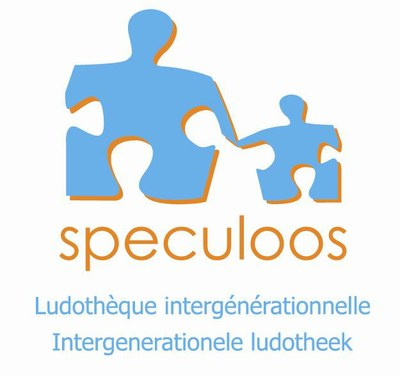 speculoos
Ludothèque intergénérationnelle
Intergenerationele ludotheek